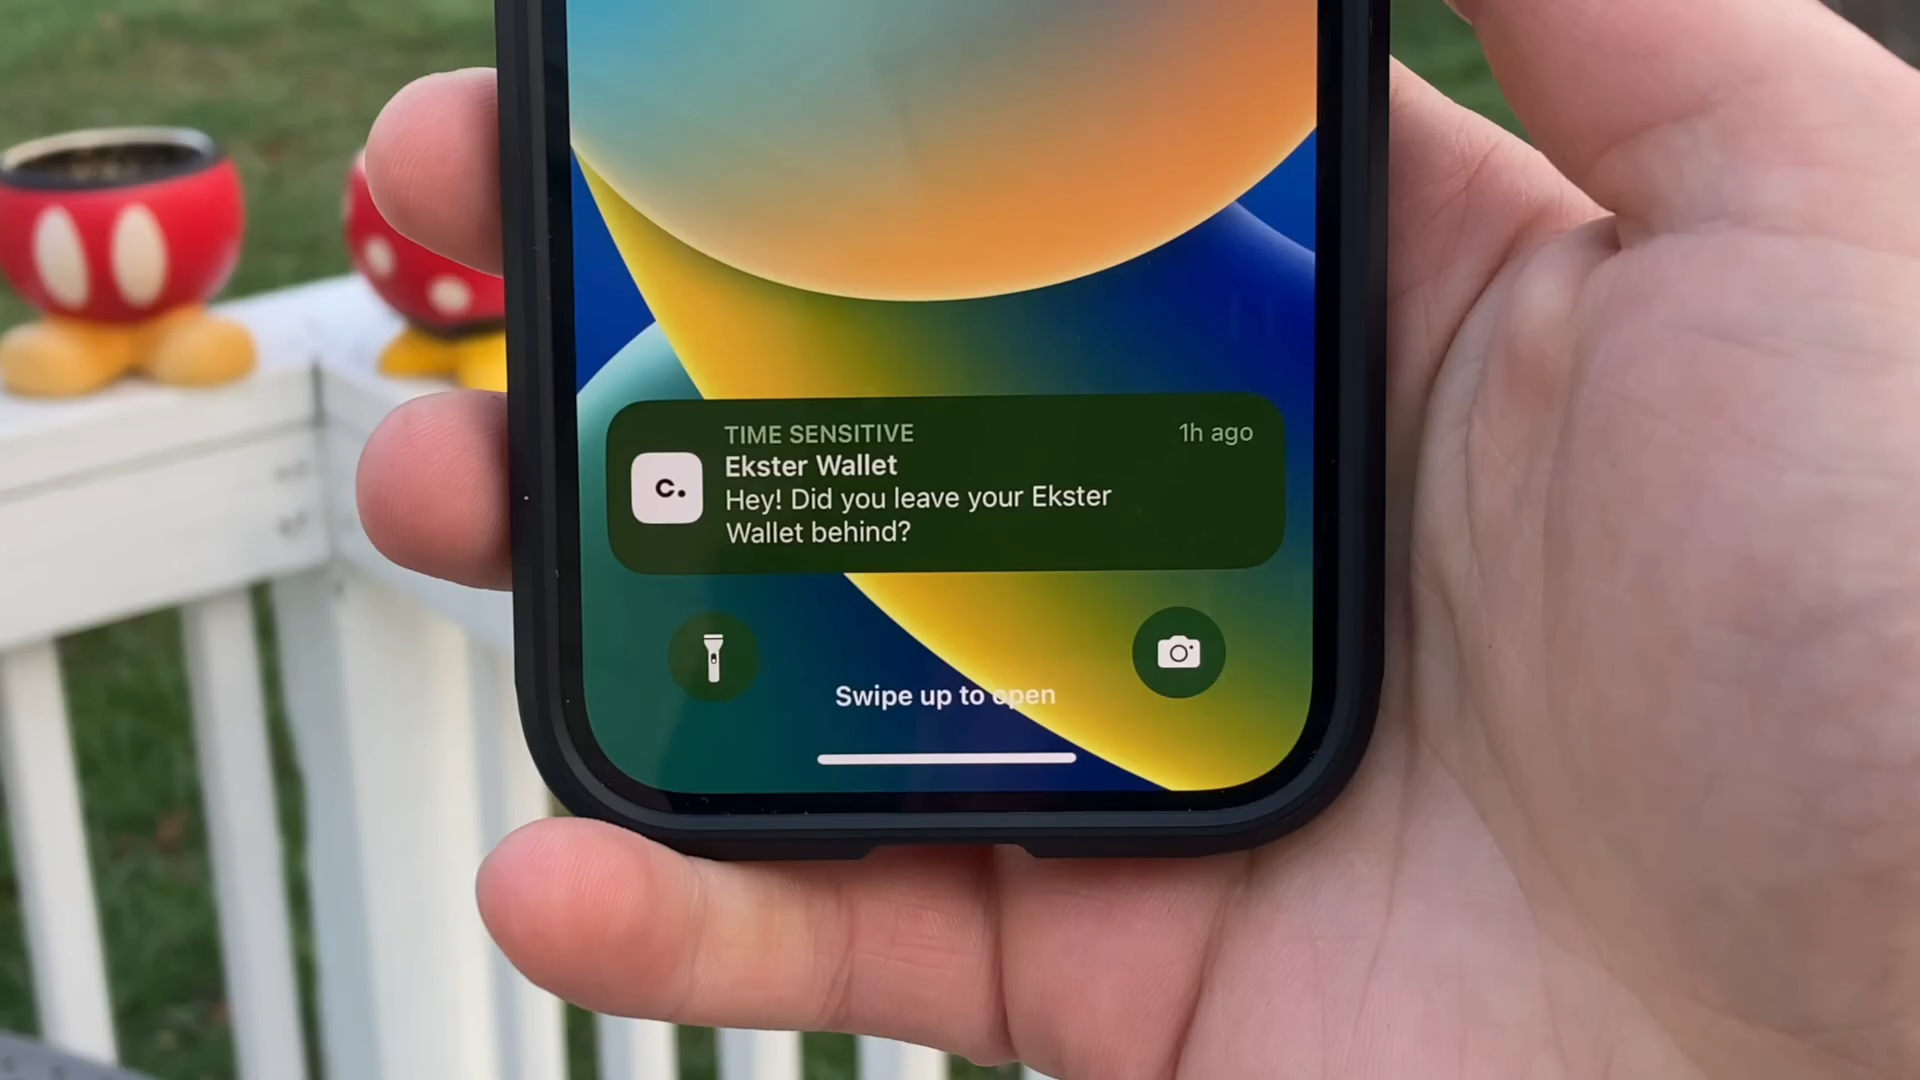 TIME SENSITIVE
1h ago
Ekster Wallet
c.
Hey! Did you leave your Ekster
Wallet behind?
Swipe up to open